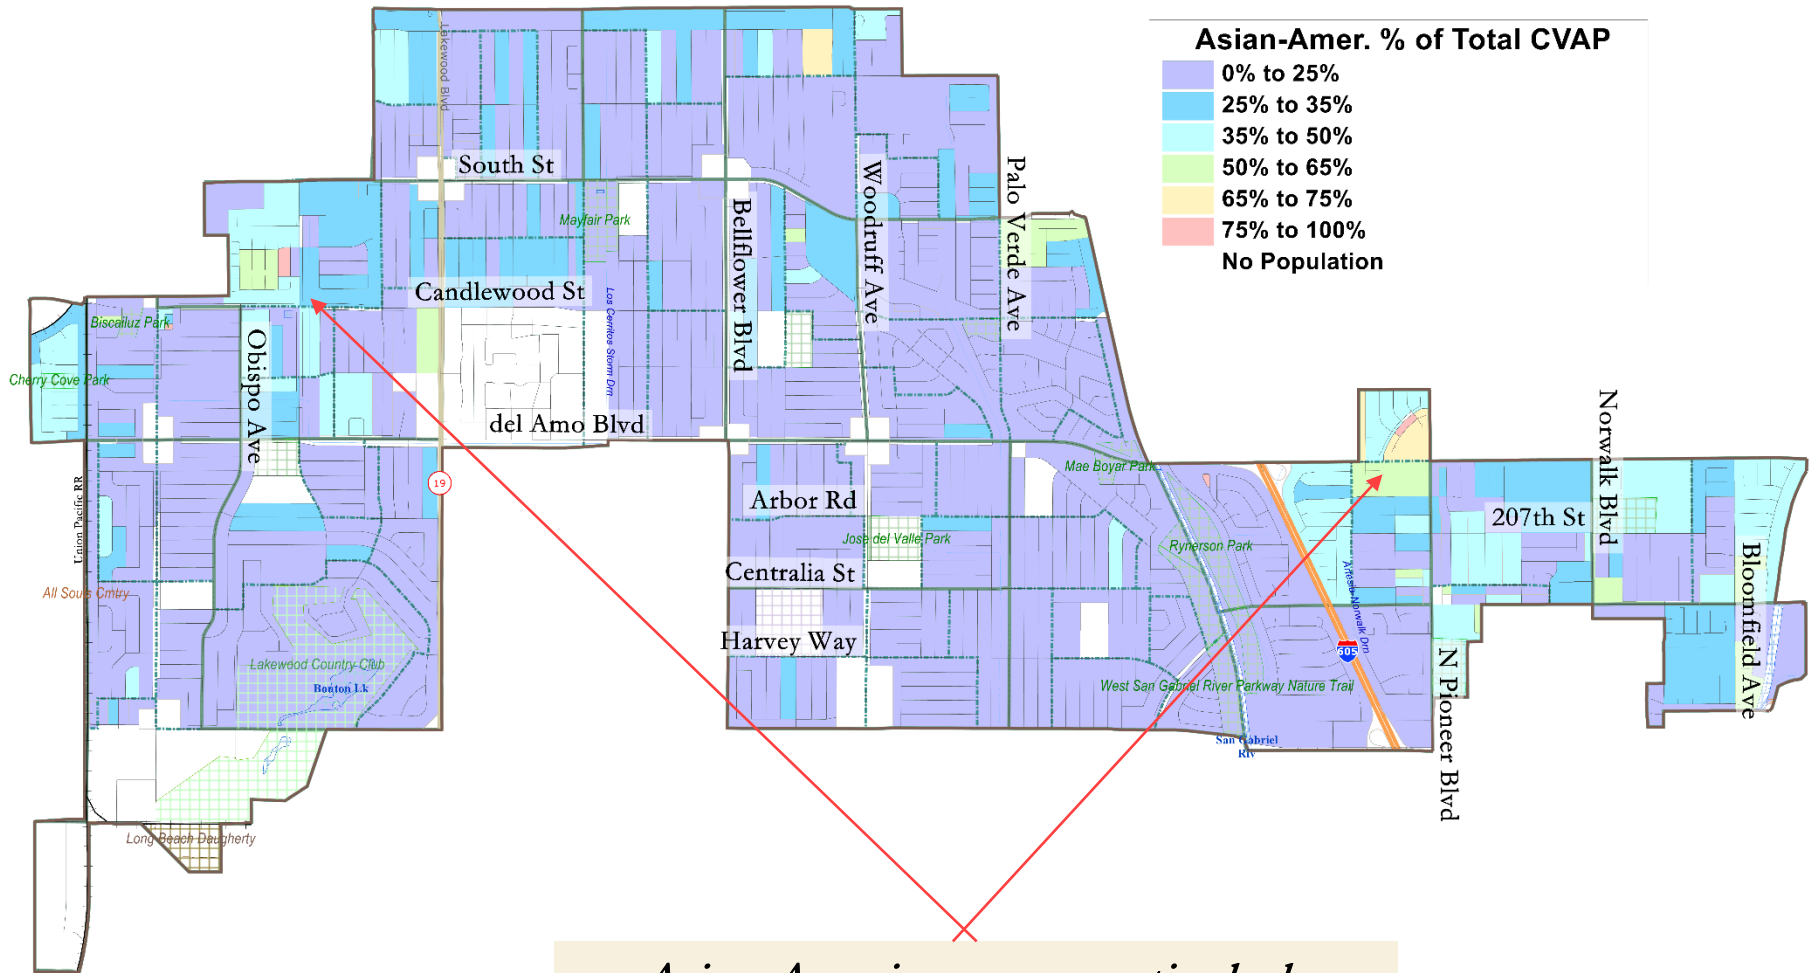 Asian-Amer. % of Total CVAP
0% to 25%
25% to 35%
35% to 50%
50% to 65%
65% to 75%
75% to 100%
No Population
Lakewood Blvd
South St
Mayfair Park
Bellflower Blvd
Woodruff Ave
Palo Verde Ave
Candlewood St
Los Cerritos Storm Drn
Biscailuz Park
Obispo Ave
Cherry Cove Park
del Amo Blvd
Norwalk Blvd
Mae Boyar Park
19
Union Pacific RR
Arbor Rd
207th St
Jose del Valle Park
Rynerson Park
Artesia-Norwalk Drn
Centralia St
Bloomfield Ave
All Souls Cmtry
Harvey Way
605
Lakewood Country Club
Bouton Lk
N Pioneer Blvd
West San Gabriel River Parkway Nature Trail
San Gabriel
Riv
Long Beach Daugherty